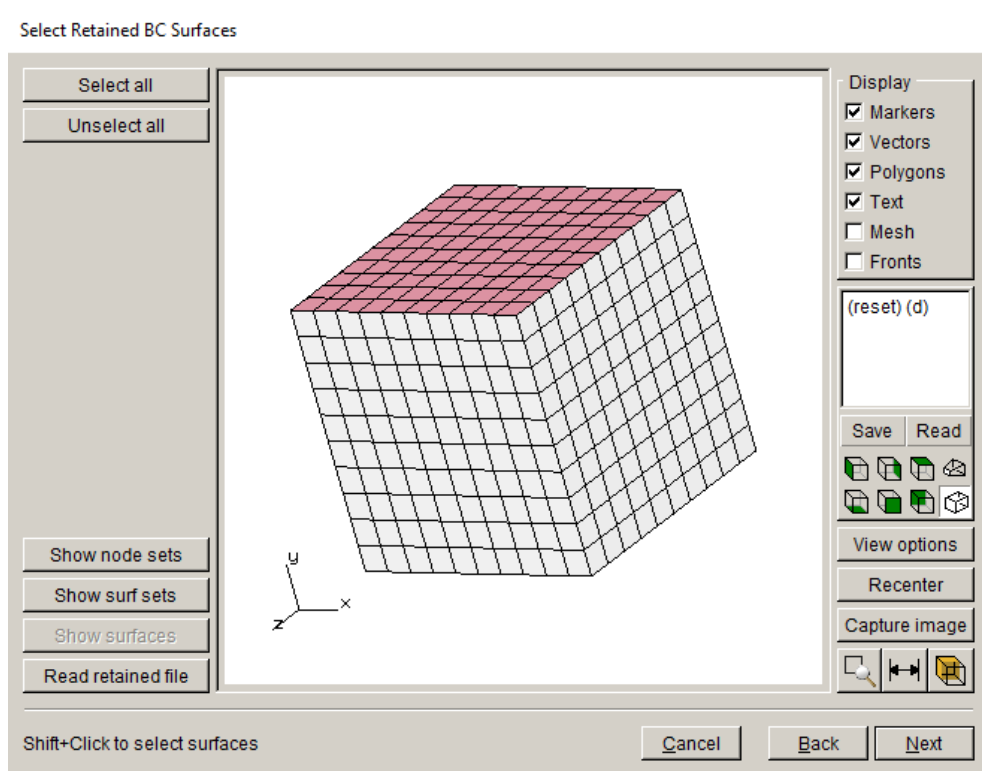 Select Retained BC Surfaces
Select all
Unselect all
Show node sets
Show surf sets
Show surfaces
Read retained file
y
x
z
Display
Markers
Vectors
Polygons
Text
Mesh
Fronts
(reset) (d)
Save Read
View options
Recenter
Capture image
Shift+Click to select surfaces
Cancel Back Next